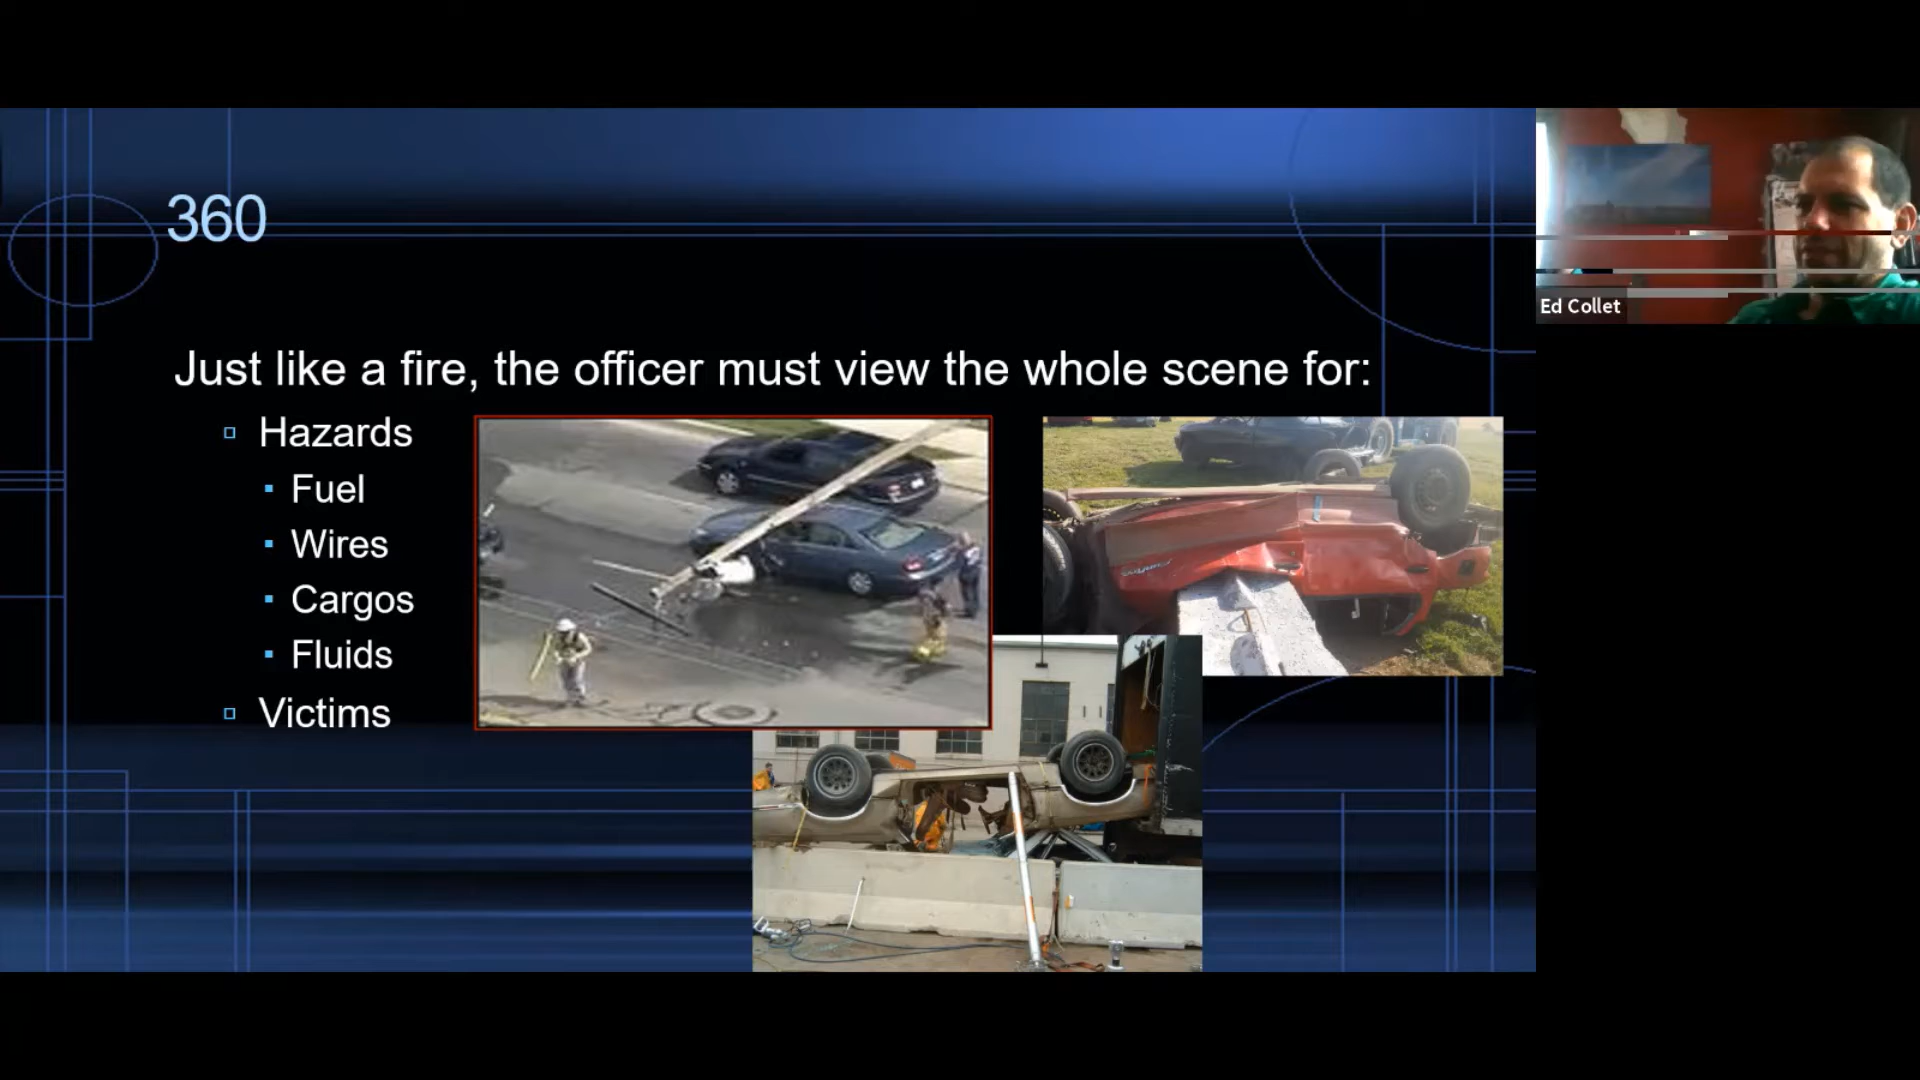 360
Just like a fire, the officer must view the whole scene for:
Hazards
Fuel
Wires
Cargos
Fluids
Victims
Ed Collet